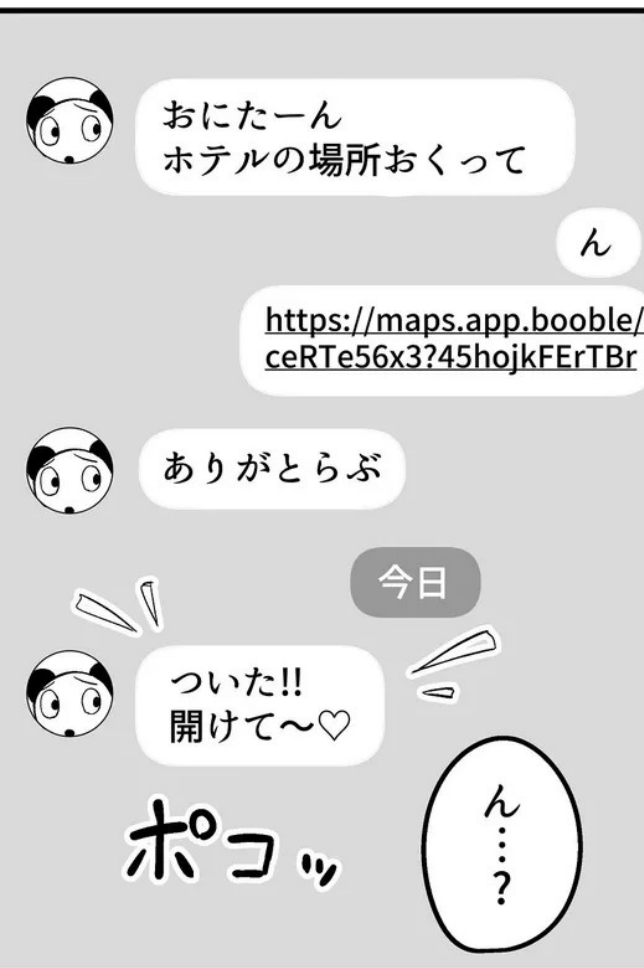 おにたーん
ホテルの場所おくって
ん
https://maps.app.booble/
ceRTe56x3?45hojkFErTBr
ありがとらぶ
今日
ついた!!
開けて〜♡
ポコッ
ん…?